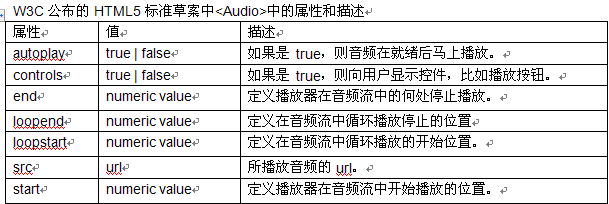 W3C 公布的 HTML5 标准草案中<Audio>中的属性和描述
属性 值 描述
autoplay true | false 如果是 true，则音频在就绪后马上播放。
controls true | false 如果是 true，则向用户显示控件，比如播放按钮。
end numeric value 定义播放器在音频流中的何处停止播放。
loopend numeric value 定义在音频流中循环播放停止的位置
loopstart numeric value 定义在音频流中循环播放的开始位置。
src url 所播放音频的 url。
start numeric value 定义播放器在音频流中开始播放的位置。